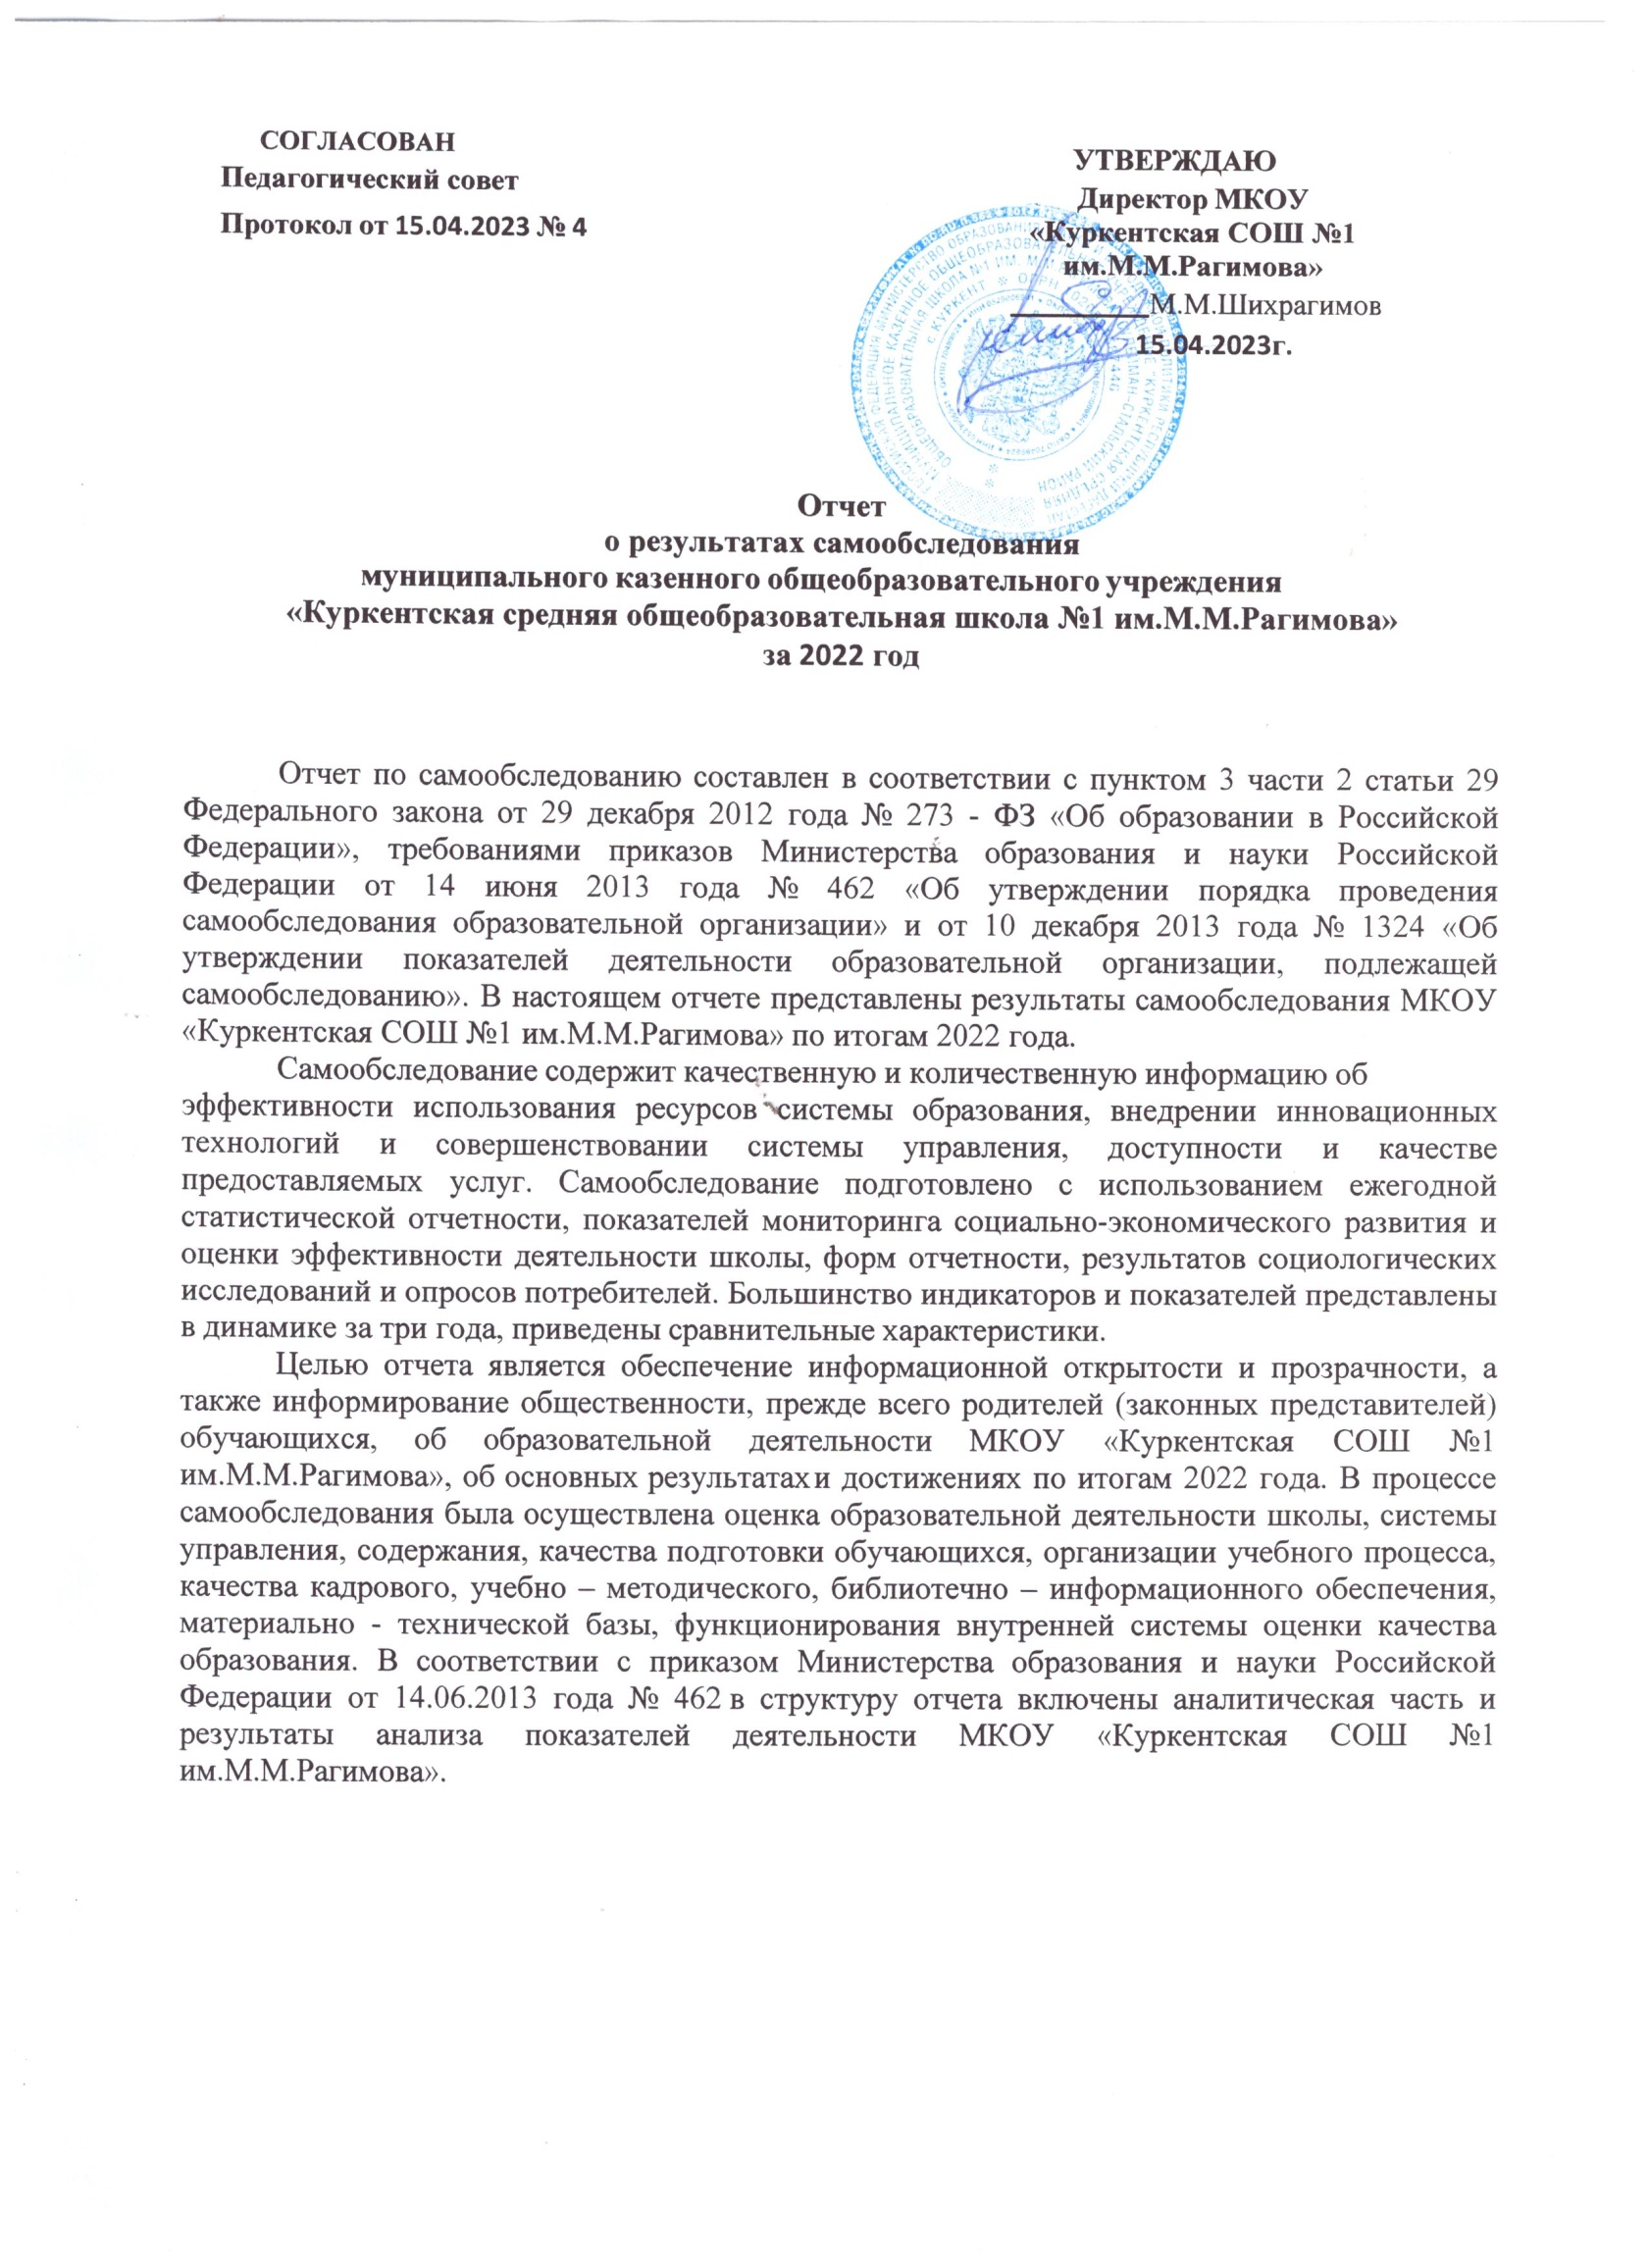 СОГЛАСОВАН
Педагогический совет
Протокол от 15.04.2023 № 4
УТВЕРЖДАЮ
Директор МКОУ
«Куркентская СОШ №1
им.М.М.Рагимова»
__________М.М.Шихрагимов
15.04.2023г.
Отчет
о результатах самообследования
муниципального казенного общеобразовательного учреждения
«Куркентская средняя общеобразовательная школа №1 им.М.М.Рагимова»
за 2022 год
Отчет по самообследованию составлен в соответствии с пунктом 3 части 2 статьи 29
Федерального закона от 29 декабря 2012 года № 273 - ФЗ «Об образовании в Российской
Федерации», требованиями приказов Министерства образования и науки Российской
Федерации от 14 июня 2013 года № 462 «Об утверждении порядка проведения
самообследования образовательной организации» и от 10 декабря 2013 года № 1324 «Об
утверждении показателей деятельности образовательной организации, подлежащей
самообследованию». В настоящем отчете представлены результаты самообследования МКОУ
«Куркентская СОШ №1 им.М.М.Рагимова» по итогам 2022 года.
Самообследование содержит качественную и количественную информацию об
эффективности использования ресурсов системы образования, внедрении инновационных
технологий и совершенствовании системы управления, доступности и качестве
предоставляемых услуг. Самообследование подготовлено с использованием ежегодной
статистической отчетности, показателей мониторинга социально-экономического развития и
оценки эффективности деятельности школы, форм отчетности, результатов социологических
исследований и опросов потребителей. Большинство индикаторов и показателей представлены
в динамике за три года, приведены сравнительные характеристики.
Целью отчета является обеспечение информационной открытости и прозрачности, а
также информирование общественности, прежде всего родителей (законных представителей)
обучающихся, об образовательной деятельности МКОУ «Куркентская СОШ №1
им.М.М.Рагимова», об основных результатах и достижениях по итогам 2022 года. В процессе
самообследования была осуществлена оценка образовательной деятельности школы, системы
управления, содержания, качества подготовки обучающихся, организации учебного процесса,
качества кадрового, учебно – методического, библиотечно – информационного обеспечения,
материально - технической базы, функционирования внутренней системы оценки качества
образования. В соответствии с приказом Министерства образования и науки Российской
Федерации от 14.06.2013 года № 462 в структуру отчета включены аналитическая часть и
результаты анализа показателей деятельности МКОУ «Куркентская СОШ №1
им.М.М.Рагимова».